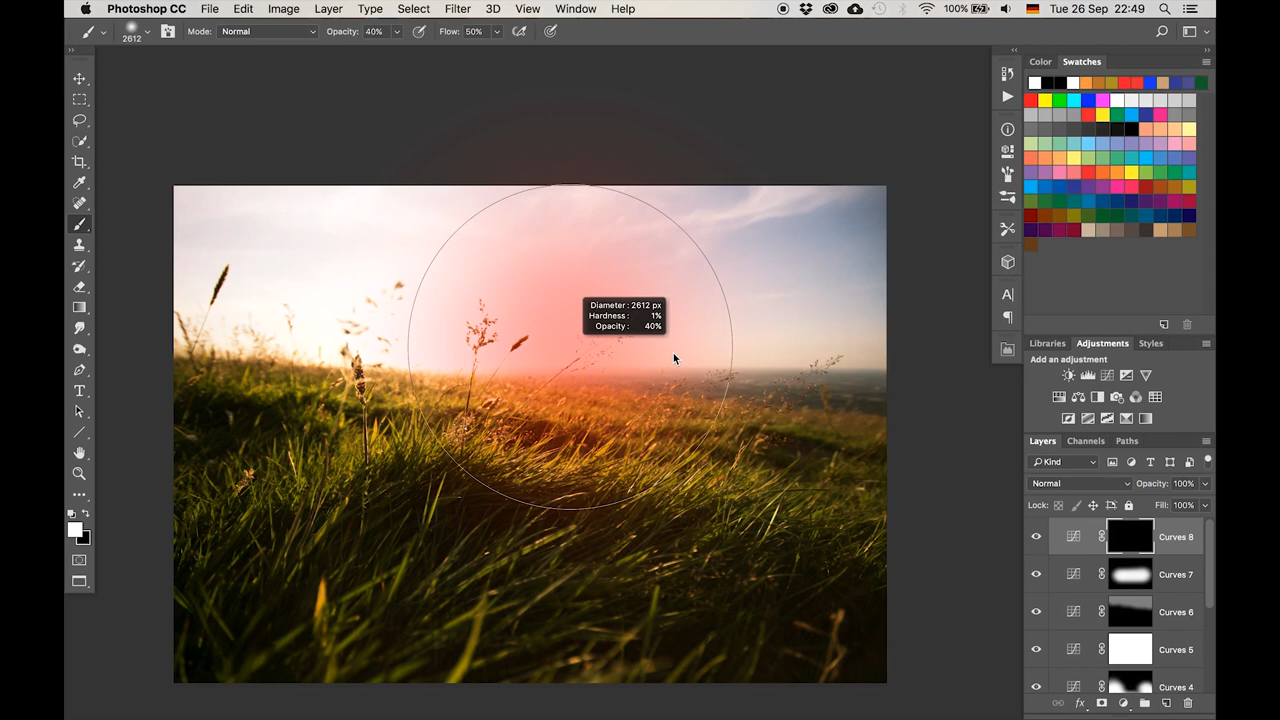 Photoshop CC File Edit Image Layer Type Select Filter 3D View Window Help 100% Tue 26 Sep 22:49
2612 Mode: Normal Opacity: 40% Flow: 50%
Color Swatches
Diameter: 2612 px
Hardness: 1%
Opacity: 40%
Libraries Adjustments Styles
Add an adjustment
Layers Channels Paths
Kind
Normal Opacity: 100%
Lock: Fill: 100%
Curves 8
Curves 7
Curves 6
Curves 5
Curves 4